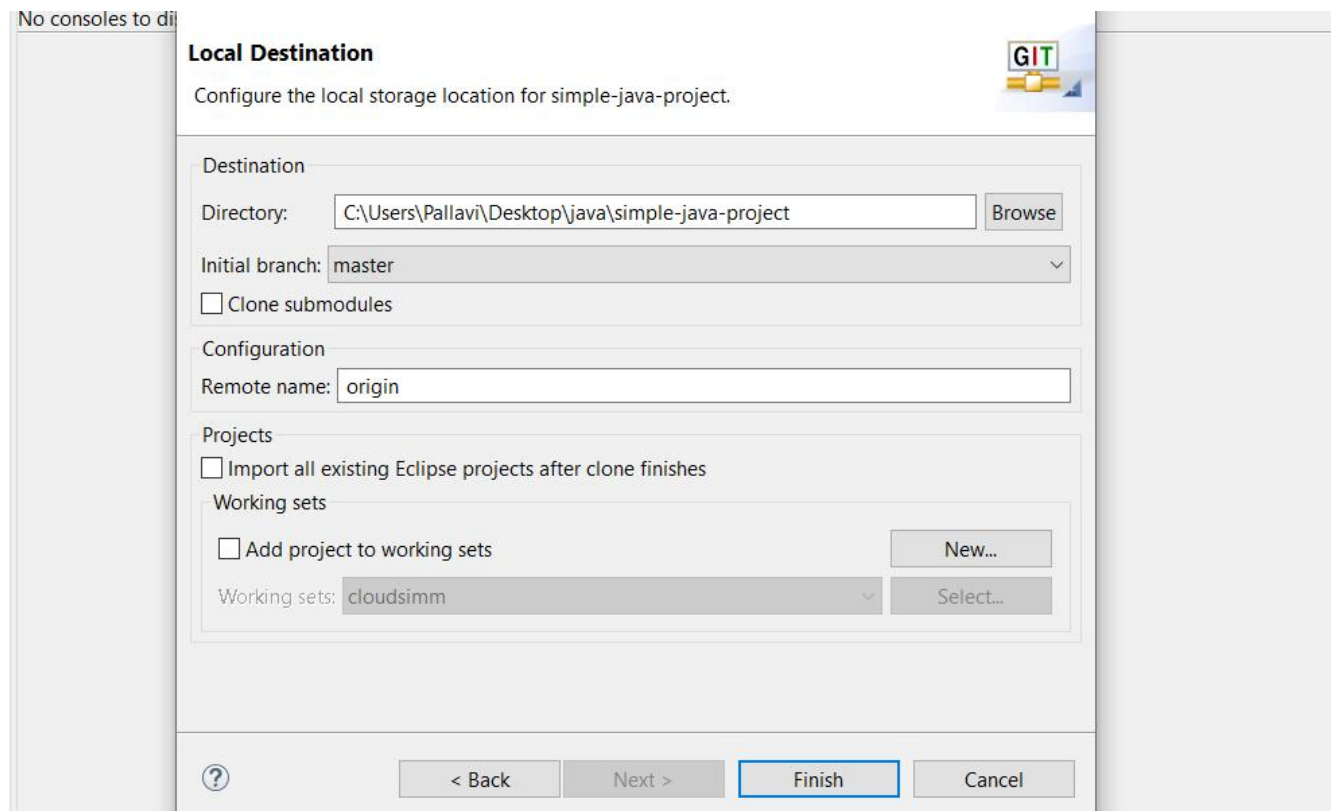 No consoles to di
Local Destination
GIT
Configure the local storage location for simple-java-project.
Destination
Directory: C:\Users\Pallavi\Desktop\java\simple-java-project Browse
Initial branch: master
Clone submodules
Configuration
Remote name: origin
Projects
Import all existing Eclipse projects after clone finishes
Working sets
Add project to working sets New...
Working sets: cloudsimm Select...
? < Back Next > Finish Cancel